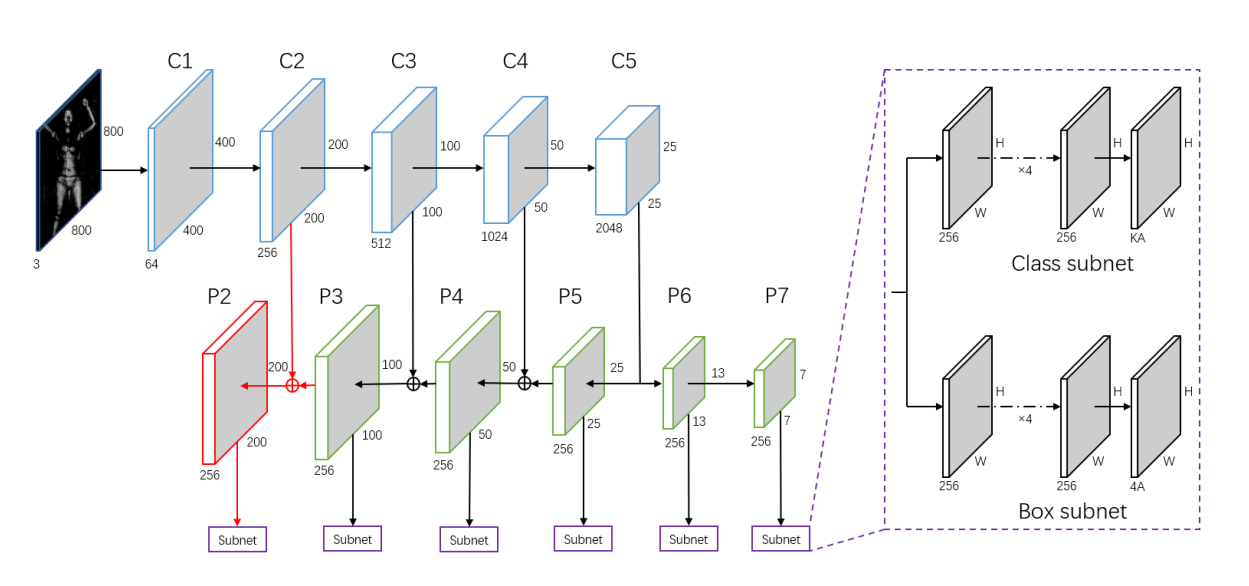 C1
C2
C3
C4
C5
800
800
3
400
400
64
200
200
256
100
100
512
50
50
1024
25
25
2048
P2
P3
P4
P5
P6
P7
200
200
256
100
100
256
50
50
256
25
25
256
13
13
256
7
7
256
Subnet
Subnet
Subnet
Subnet
Subnet
Subnet
H
×4
W
256
H
W
256
H
W
KA
Class subnet
H
×4
W
256
H
W
256
H
W
4A
Box subnet